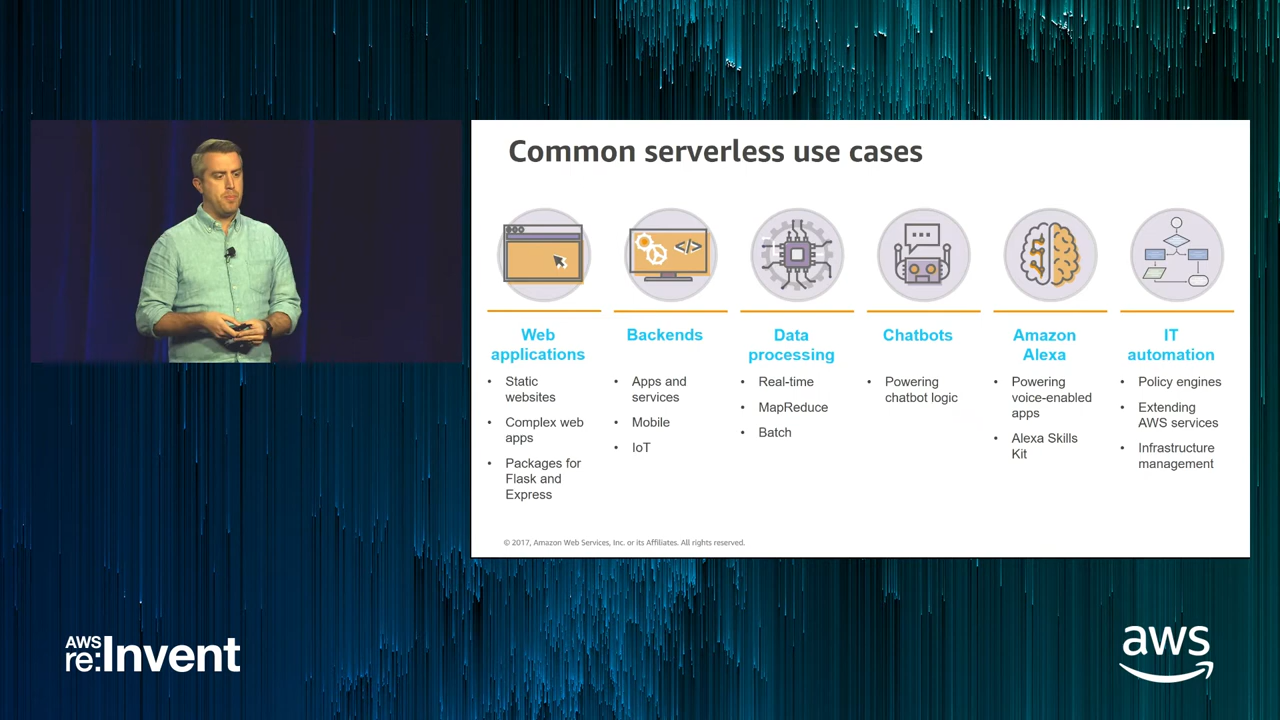 Common serverless use cases
Web
applications
• Static
websites
• Complex web
apps
• Packages for
Flask and
Express
Backends
• Apps and
services
• Mobile
• IoT
Data
processing
• Real-time
• MapReduce
• Batch
Chatbots
• Powering
chatbot logic
Amazon
Alexa
• Powering
voice-enabled
apps
• Alexa Skills
Kit
IT
automation
• Policy engines
• Extending
AWS services
• Infrastructure
management
© 2017, Amazon Web Services, Inc. or its Affiliates. All rights reserved.
AWS
re:Invent
aws